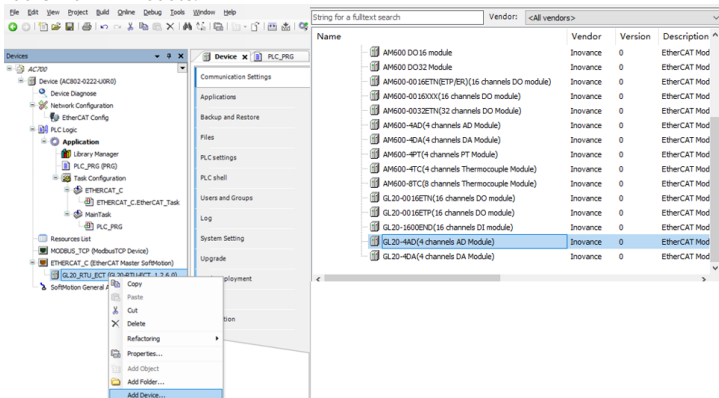 File Edit View Project Build Online Debug Tools Window Help
Devices
AC700
Device (AC802-0222-U0R0)
Device Diagnose
Network Configuration
EtherCAT Config
PLC Logic
Application
Library Manager
PLC_PRG (PRG)
Task Configuration
ETHERCAT_C
ETHERCAT_C.EtherCAT_Task
MainTask
PLC_PRG
Resources List
MODBUS_TCP (ModbusTCP Device)
ETHERCAT_C (EtherCAT Master SoftMotion)
GL20_RTU_ECT (GL20-RTU-ECT_1.2.6.0)
SoftMotion General A
Copy
Paste
Cut
Delete
Refactoring
Properties...
Add Object
Add Folder...
Add Device...
Device PLC_PRG
Communication Settings
Applications
Backup and Restore
Files
PLC settings
PLC shell
Users and Groups
Log
System Setting
Upgrade
ployment
tion
String for a fulltext search Vendor: <All vendors>
Name Vendor Version Description
AM600 DO16 module Inovance 0 EtherCAT Mod
AM600 DO32 Module Inovance 0 EtherCAT Mod
AM600-0016ETN(ETP/ER)(16 channels DO module) Inovance 0 EtherCAT Mod
AM600-0016XXX(16 channels DO module) Inovance 0 EtherCAT Mod
AM600-0032ETN(32 channels DO module) Inovance 0 EtherCAT Mod
AM600-4AD(4 channels AD Module) Inovance 0 EtherCAT Mod
AM600-4DA(4 channels DA Module) Inovance 0 EtherCAT Mod
AM600-4PT(4 channels PT Module) Inovance 0 EtherCAT Mod
AM600-4TC(4 channels Thermocouple Module) Inovance 0 EtherCAT Mod
AM600-8TC(8 channels Thermocouple Module) Inovance 0 EtherCAT Mod
GL20-0016ETN(16 channels DO module) Inovance 0 EtherCAT Mod
GL20-0016ETP(16 channels DO module) Inovance 0 EtherCAT Mod
GL20-1600END(16 channels DI module) Inovance 0 EtherCAT Mod
GL20-4AD(4 channels AD Module) Inovance 0 EtherCAT Mod
GL20-4DA(4 channels DA Module) Inovance 0 EtherCAT Mod